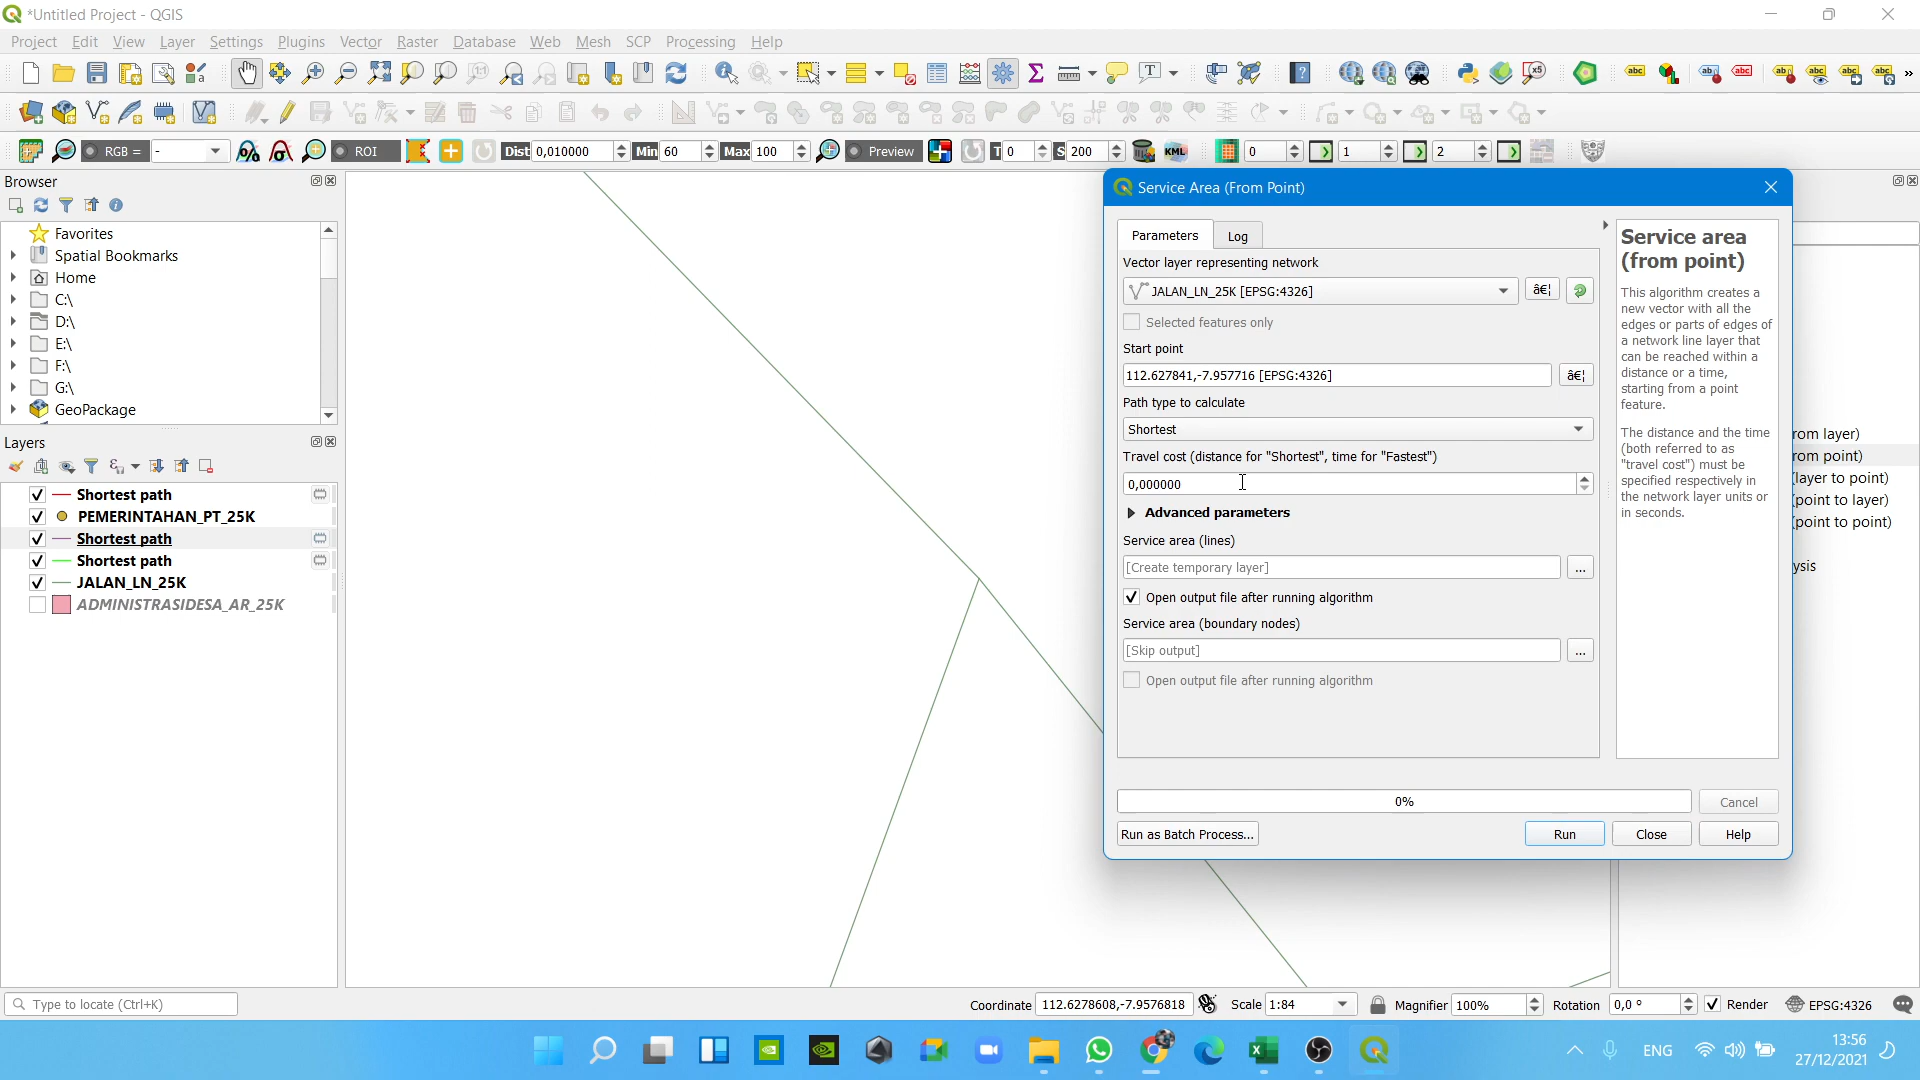 *Untitled Project - QGIS
Project Edit View Layer Settings Plugins Vector Raster Database Web Mesh SCP Processing Help
RGB = - ROI Dist 0,010000 Min 60 Max 100 Preview T 0 S 200 KML 0 1 2
Browser
Favorites
Spatial Bookmarks
Home
C:\
D:\
E:\
F:\
G:\
GeoPackage
Layers
Shortest path
PEMERINTAHAN_PT_25K
Shortest path
Shortest path
JALAN_LN_25K
ADMINISTRASIDESA_AR_25K
Service Area (From Point)
Parameters Log
Vector layer representing network
JALAN_LN_25K [EPSG:4326]
â€¦
Selected features only
Start point
112.627841,-7.957716 [EPSG:4326]
â€¦
Path type to calculate
Shortest
Travel cost (distance for "Shortest", time for "Fastest")
0,000000
Advanced parameters
Service area (lines)
[Create temporary layer]
...
Open output file after running algorithm
Service area (boundary nodes)
[Skip output]
...
Open output file after running algorithm
0%
Cancel
Run as Batch Process...
Run
Close
Help
Service area
(from point)
This algorithm creates a
new vector with all the
edges or parts of edges of
a network line layer that
can be reached within a
distance or a time,
starting from a point
feature.
The distance and the time
(both referred to as
"travel cost") must be
specified respectively in
the network layer units or
in seconds.
rom layer)
rom point)
(layer to point)
(point to layer)
(point to point)
ysis
Type to locate (Ctrl+K)
Coordinate 112.6278608,-7.9576818 Scale 1:84 Magnifier 100% Rotation 0,0 ° Render EPSG:4326
ENG
13:56
27/12/2021